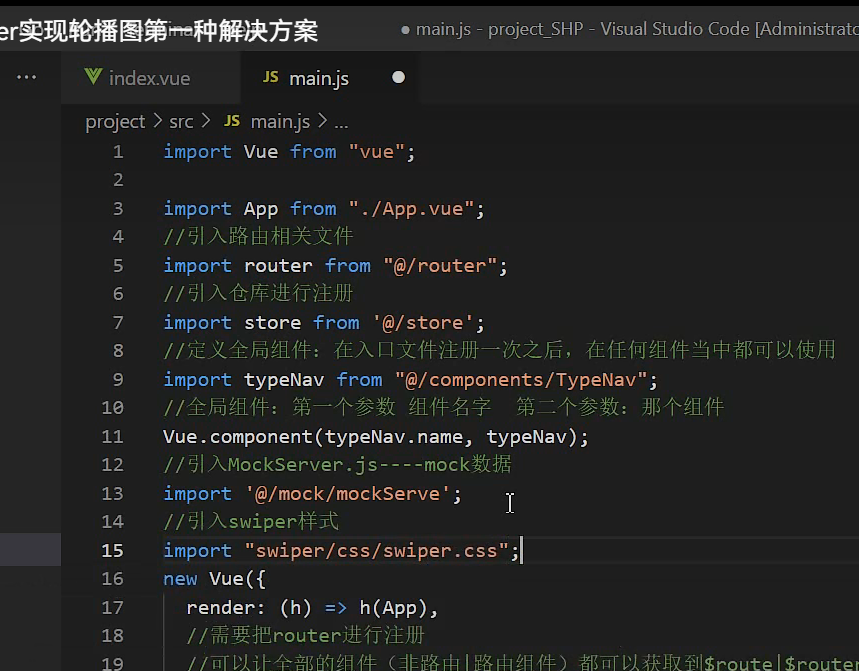 er实现轮播图第一种解决方案
● main.js - project_SHP - Visual Studio Code [Administrato
··· index.vue JS main.js ●
project > src > JS main.js > ...
1 import Vue from "vue";
2
3 import App from "./App.vue";
4 //引入路由相关文件
5 import router from "@/router";
6 //引入仓库进行注册
7 import store from '@/store';
8 //定义全局组件：在入口文件注册一次之后，在任何组件当中都可以使用
9 import typeNav from "@/components/TypeNav";
10 //全局组件：第一个参数 组件名字  第二个参数：那个组件
11 Vue.component(typeNav.name, typeNav);
12 //引入MockServer.js----mock数据
13 import '@/mock/mockServe';
14 //引入swiper样式
15 import "swiper/css/swiper.css";
16 new Vue({
17 render: (h) => h(App),
18 //需要把router进行注册
19 //可以让全部的组件（非路由|路由组件）都可以获取到$route|$router